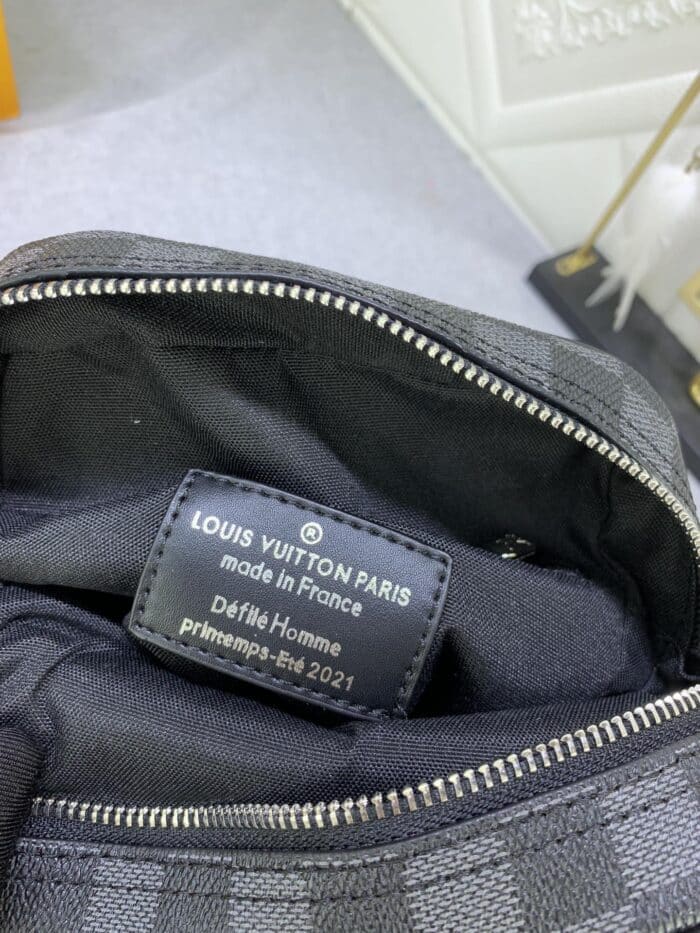 ®
LOUIS VUITTON PARIS
made in France
Défilé Homme
Printemps-Eté 2021